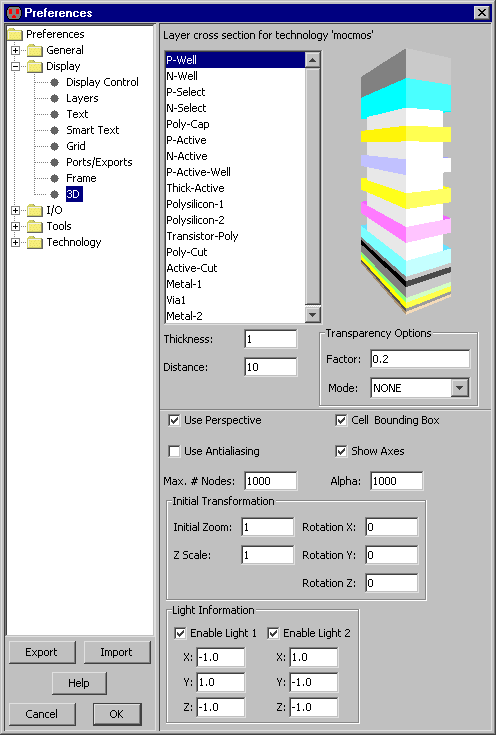 Preferences
Preferences
General
Display
Display Control
Layers
Text
Smart Text
Grid
Ports/Exports
Frame
3D
I/O
Tools
Technology
Export Import
Help
Cancel OK
Layer cross section for technology 'mocmos'
P-Well
N-Well
P-Select
N-Select
Poly-Cap
P-Active
N-Active
P-Active-Well
Thick-Active
Polysilicon-1
Polysilicon-2
Transistor-Poly
Poly-Cut
Active-Cut
Metal-1
Via1
Metal-2
Thickness: 1
Distance: 10
Transparency Options
Factor: 0.2
Mode: NONE
Use Perspective Cell Bounding Box
Use Antialiasing Show Axes
Max. # Nodes: 1000 Alpha: 1000
Initial Transformation
Initial Zoom: 1 Rotation X: 0
Z Scale: 1 Rotation Y: 0
Rotation Z: 0
Light Information
Enable Light 1 Enable Light 2
X: -1.0 X: 1.0
Y: 1.0 Y: -1.0
Z: -1.0 Z: -1.0